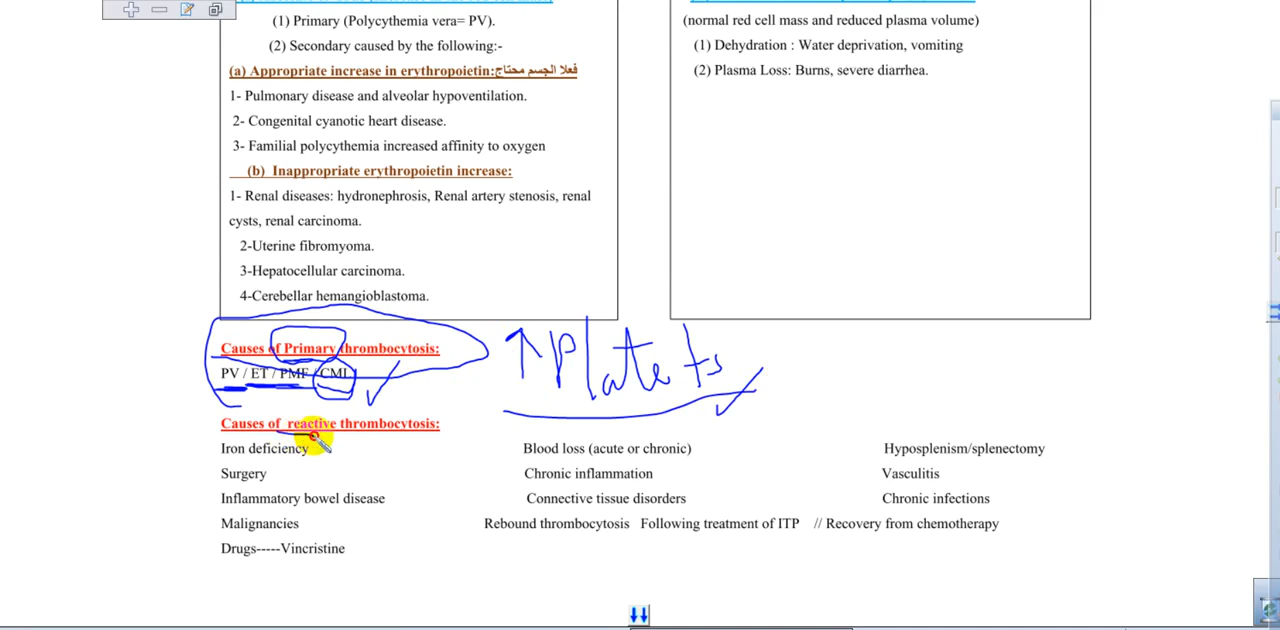 (1) Primary (Polycythemia vera= PV).
(2) Secondary caused by the following:-
(a) Appropriate increase in erythropoietin:فعلا الجسم محتاج
1- Pulmonary disease and alveolar hypoventilation.
2- Congenital cyanotic heart disease.
3- Familial polycythemia increased affinity to oxygen
(b) Inappropriate erythropoietin increase:
1- Renal diseases: hydronephrosis, Renal artery stenosis, renal
cysts, renal carcinoma.
2-Uterine fibromyoma.
3-Hepatocellular carcinoma.
4-Cerebellar hemangioblastoma.
(normal red cell mass and reduced plasma volume)
(1) Dehydration : Water deprivation, vomiting
(2) Plasma Loss: Burns, severe diarrhea.
Causes of Primary thrombocytosis:
PV / ET / PMF / CML
↑ Platets
Causes of reactive thrombocytosis:
Iron deficiency Blood loss (acute or chronic) Hyposplenism/splenectomy
Surgery Chronic inflammation Vasculitis
Inflammatory bowel disease Connective tissue disorders Chronic infections
Malignancies Rebound thrombocytosis Following treatment of ITP // Recovery from chemotherapy
Drugs-----Vincristine